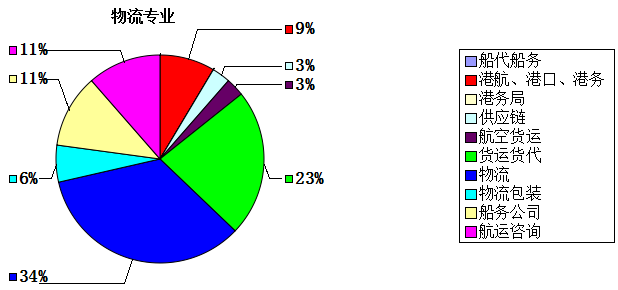 物流专业
9%
3%
3%
23%
34%
6%
11%
11%
船代船务
港航、港口、港务
港务局
供应链
航空货运
货运货代
物流
物流包装
船务公司
航运咨询